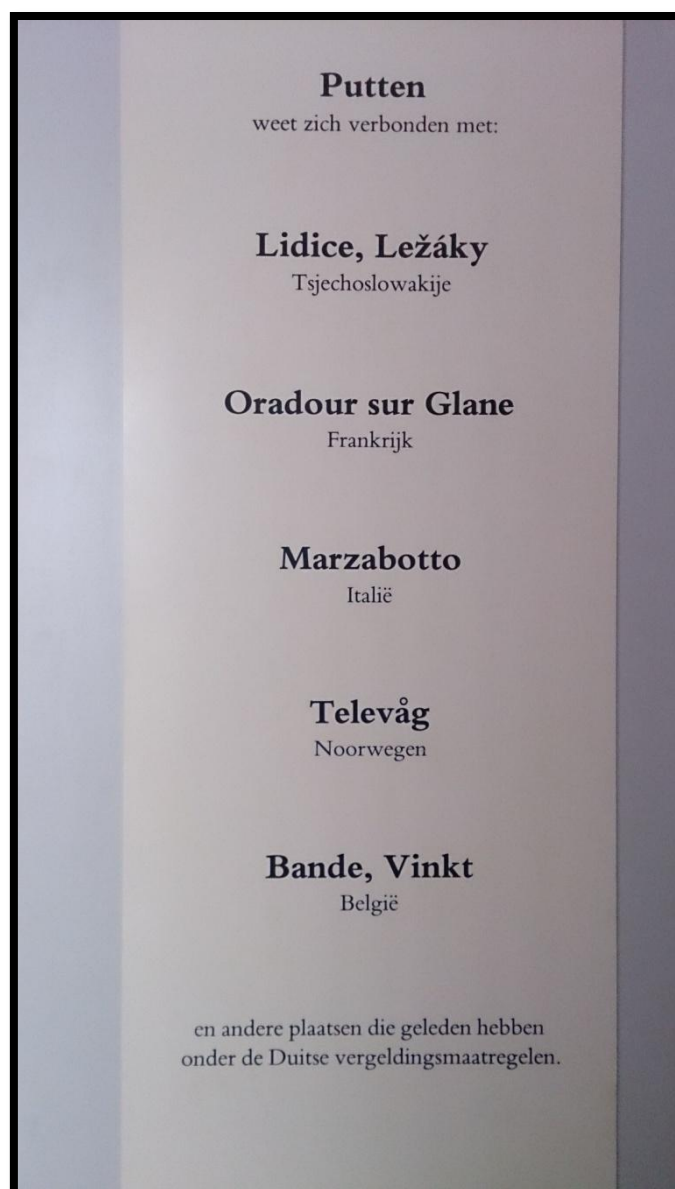 Putten
weet zich verbonden met:
Lidice, Ležáky
Tsjechoslowakije
Oradour sur Glane
Frankrijk
Marzabotto
Italië
Televåg
Noorwegen
Bande, Vinkt
België
en andere plaatsen die geleden hebben
onder de Duitse vergeldingsmaatregelen.